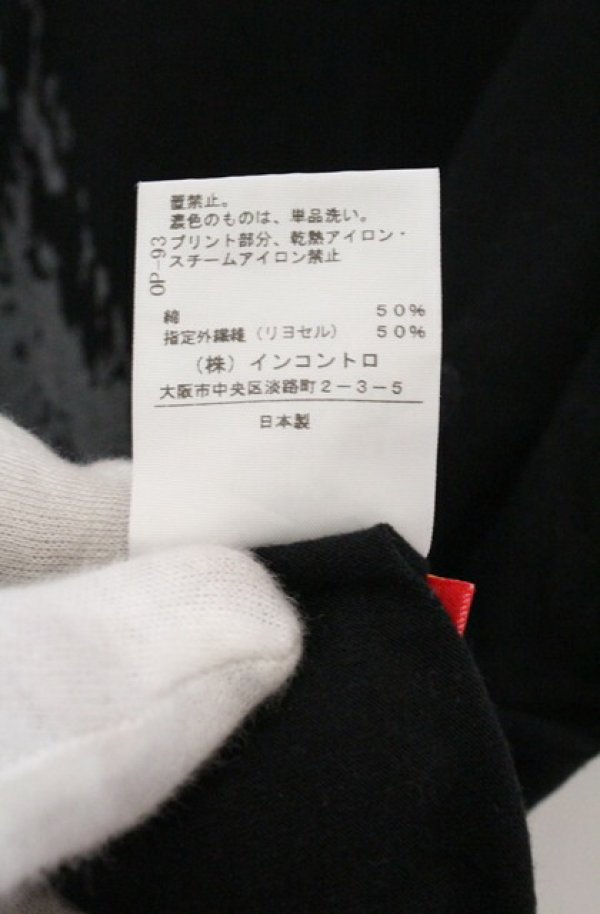 置禁止。
濃色のものは、単品洗い。
プリント部分、乾熱アイロン・
スチームアイロン禁止
OP-93
綿 50%
指定外繊維（リヨセル） 50%
（株）インコントロ
大阪市中央区淡路町2-3-5
日本製